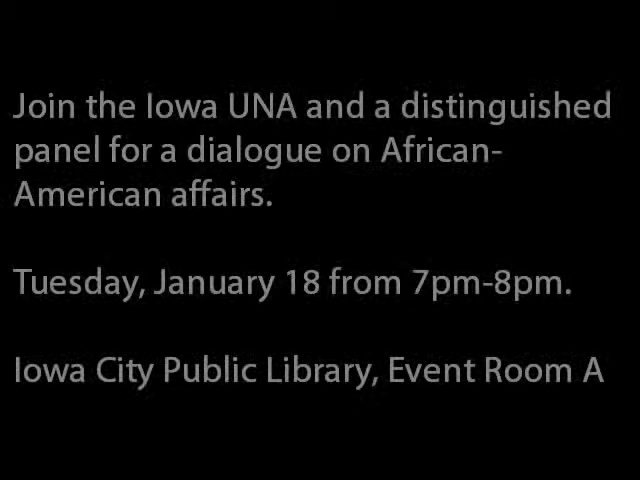 Join the Iowa UNA and a distinguished
panel for a dialogue on African-
American affairs.
Tuesday, January 18 from 7pm-8pm.
Iowa City Public Library, Event Room A